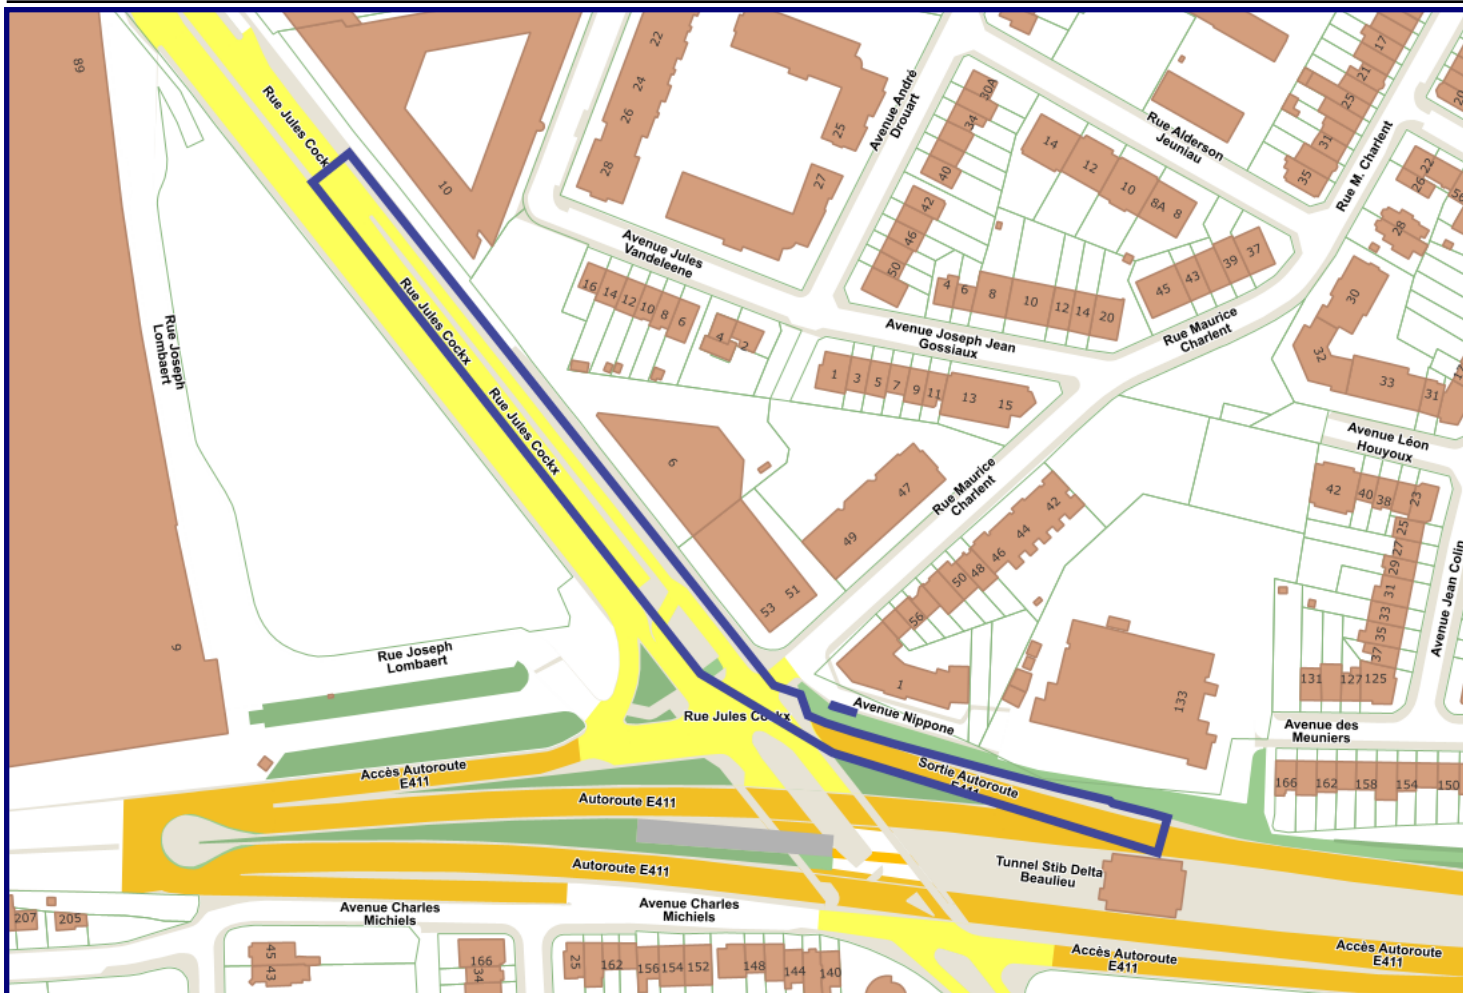 89
22
17
Rue Jules Cock
24
30A
21
26
25
Avenue André
Drouart
34
25
Rue Alderson
Jeuniau
14
31
Rue M. Charlent
10
28
27
40
12
35
22
26
10
8A
8
42
28
46
Avenue Jules
Vandeleene
50
45
43
39
37
16
14
12
10
8
6
4
6
8
10
12
14
20
30
Rue Jules Cockx
4
2
Rue Joseph
Lombaert
Avenue Joseph Jean
Gossiaux
Rue Maurice
Charlent
32
1
3
5
7
9
11
13
15
33
31
Rue Jules Cockx
Avenue Léon
Houyoux
6
47
49
Rue Maurice
Charlent
42
40
38
23
42
44
46
48
50
25
27
29
31
33
35
37
Avenue Jean Colin
53
51
56
9
Rue Joseph
Lombaert
1
133
131
127
125
Avenue Nippone
Rue Jules Cockx
Avenue des
Meuniers
Accès Autoroute
E411
Sortie Autoroute
E411
166
162
158
154
150
Autoroute E411
Autoroute E411
Tunnel Stib Delta
Beaulieu
Avenue Charles
Michiels
Avenue Charles
Michiels
207
205
45
43
166
34
25
162
156
154
152
148
144
140
Accès Autoroute
E411
Accès Autoroute
E411